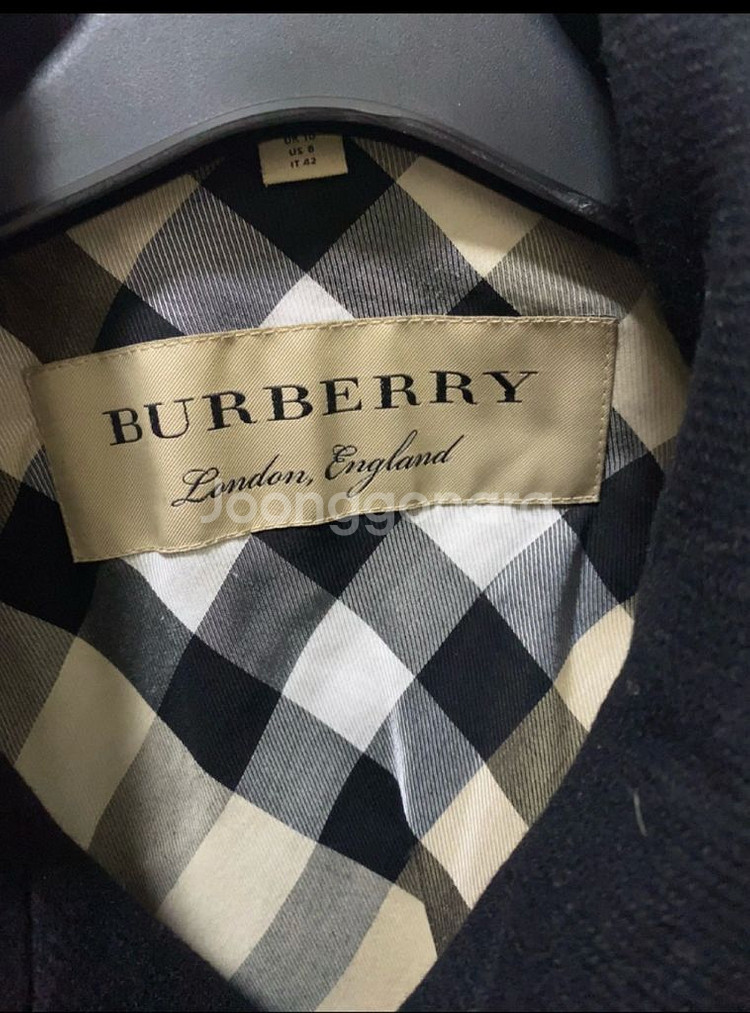 UK 10
US 8
IT 42
BURBERRY
London, England
Joonggonara